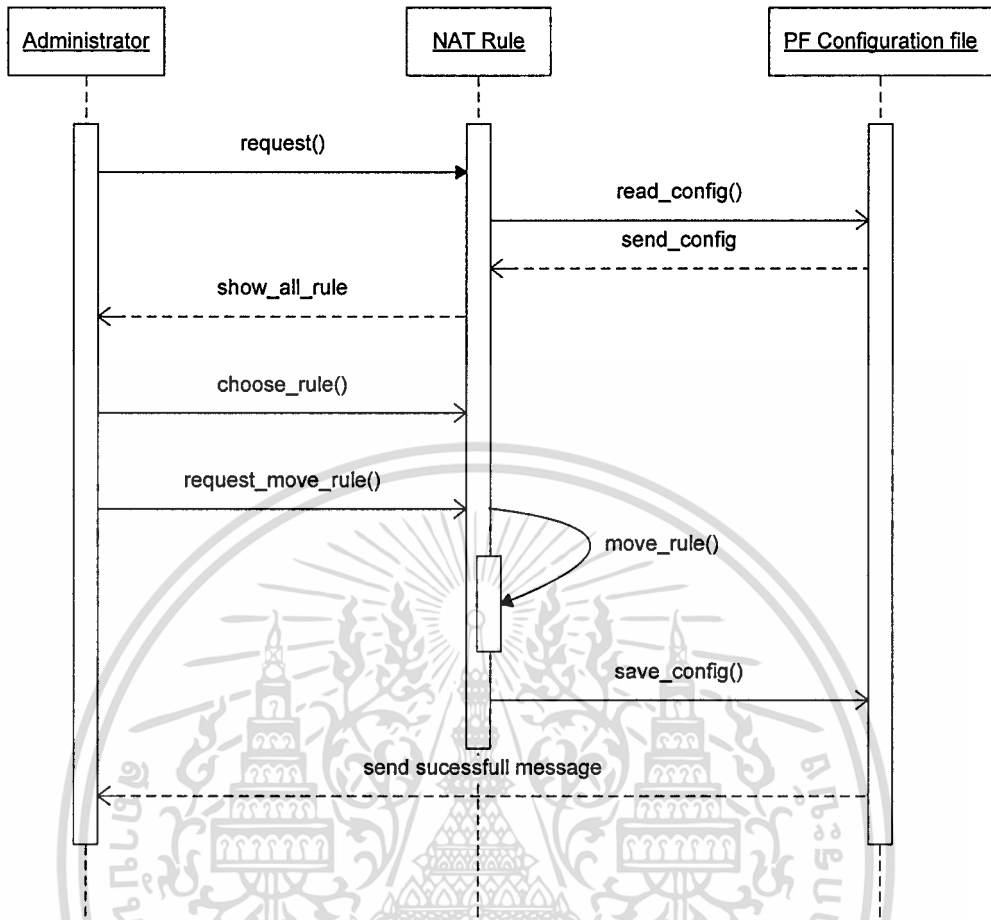 Administrator
NAT Rule
PF Configuration file
request()
read_config()
send_config
show_all_rule
choose_rule()
request_move_rule()
move_rule()
save_config()
send sucessfull message